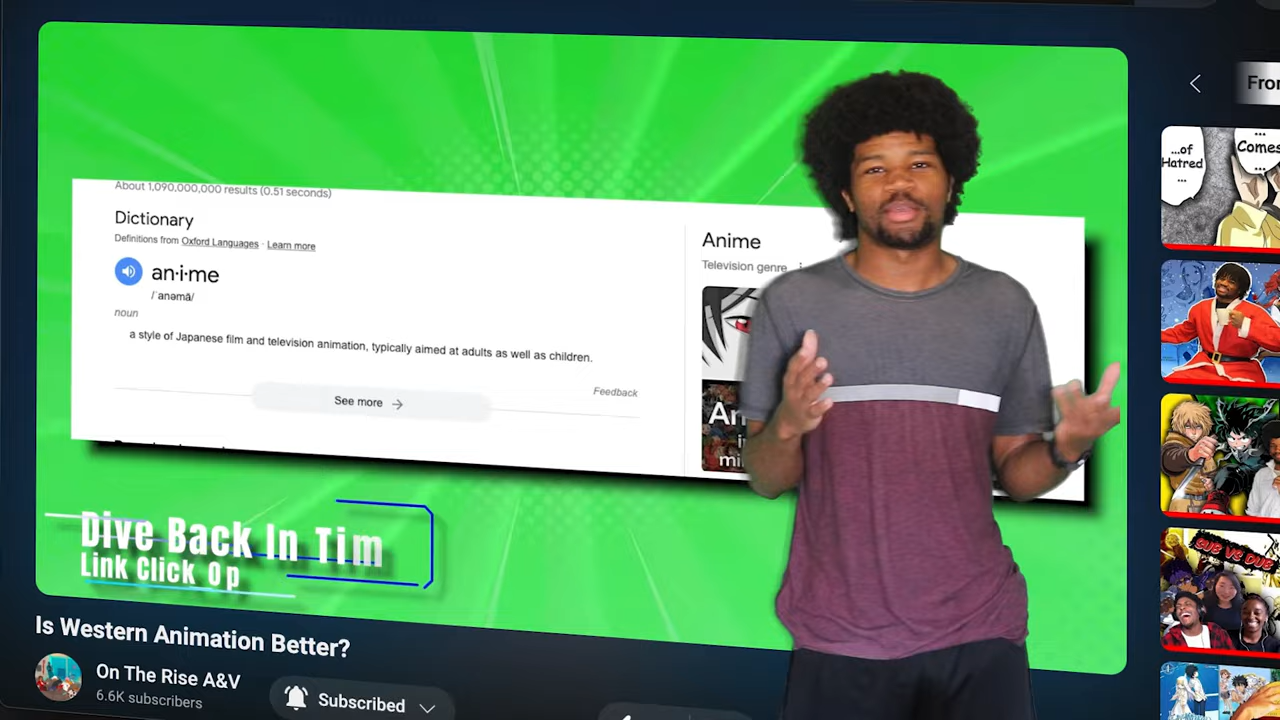 About 1,090,000,000 results (0.51 seconds)
Dictionary
Definitions from Oxford Languages · Learn more
an·i·me
/ˈanəmā/
noun
a style of Japanese film and television animation, typically aimed at adults as well as children.
Feedback
See more →
Anime
Television genre
Dive Back In Tim
Link Click Op
Is Western Animation Better?
On The Rise A&V
6.6K subscribers
Subscribed
...of
Hatred
...
...
Comes
...
SUB VS DUB